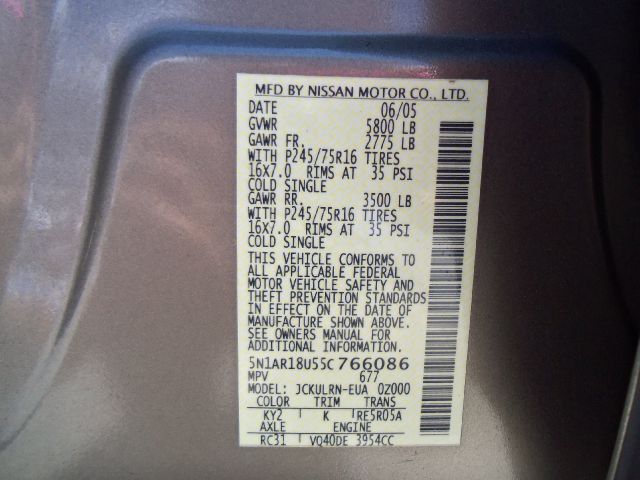 MFD BY NISSAN MOTOR CO., LTD.
DATE 06/05
GVWR 5800 LB
GAWR FR. 2775 LB
WITH P245/75R16 TIRES
16X7.0 RIMS AT 35 PSI
COLD SINGLE
GAWR RR. 3500 LB
WITH P245/75R16 TIRES
16X7.0 RIMS AT 35 PSI
COLD SINGLE
THIS VEHICLE CONFORMS TO
ALL APPLICABLE FEDERAL
MOTOR VEHICLE SAFETY AND
THEFT PREVENTION STANDARDS
IN EFFECT ON THE DATE OF
MANUFACTURE SHOWN ABOVE.
SEE OWNERS MANUAL FOR
ADDITIONAL INFORMATION.
5N1AR18U55C766086
MPV 677
MODEL JCKULRN-EUA 0Z000
COLOR TRIM TRANS
KY2 K RE5R05A
AXLE ENGINE
RC31 VQ40DE 3954CC